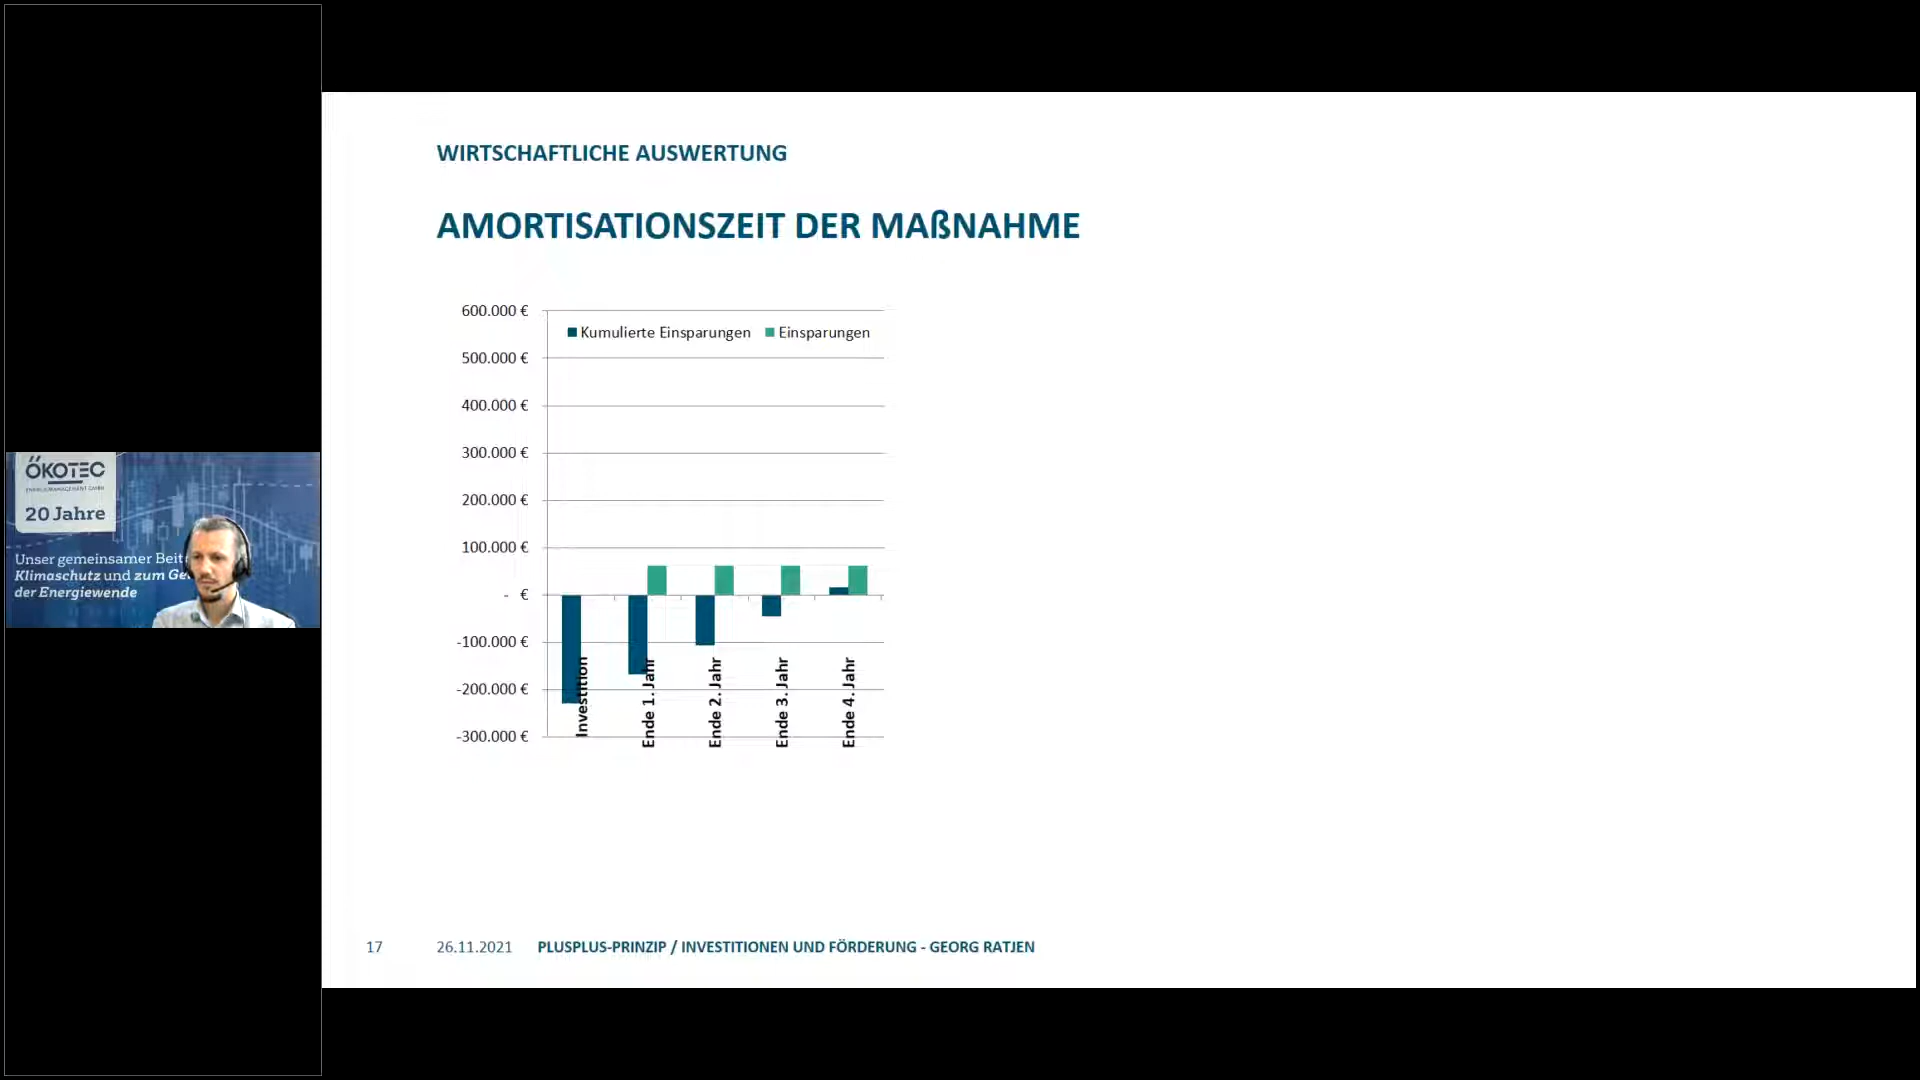 WIRTSCHAFTLICHE AUSWERTUNG
AMORTISATIONSZEIT DER MAßNAHME
600.000 €
500.000 €
400.000 €
300.000 €
200.000 €
100.000 €
- €
-100.000 €
-200.000 €
-300.000 €
Kumulierte Einsparungen Einsparungen
Investition
Ende 1. Jahr
Ende 2. Jahr
Ende 3. Jahr
Ende 4. Jahr
17 26.11.2021 PLUSPLUS-PRINZIP / INVESTITIONEN UND FÖRDERUNG - GEORG RATJEN
ÖKOTEC
ENERGIEMANAGEMENT GMBH
20 Jahre
Unser gemeinsamer Beit
Klimaschutz und zum Ge
der Energiewende